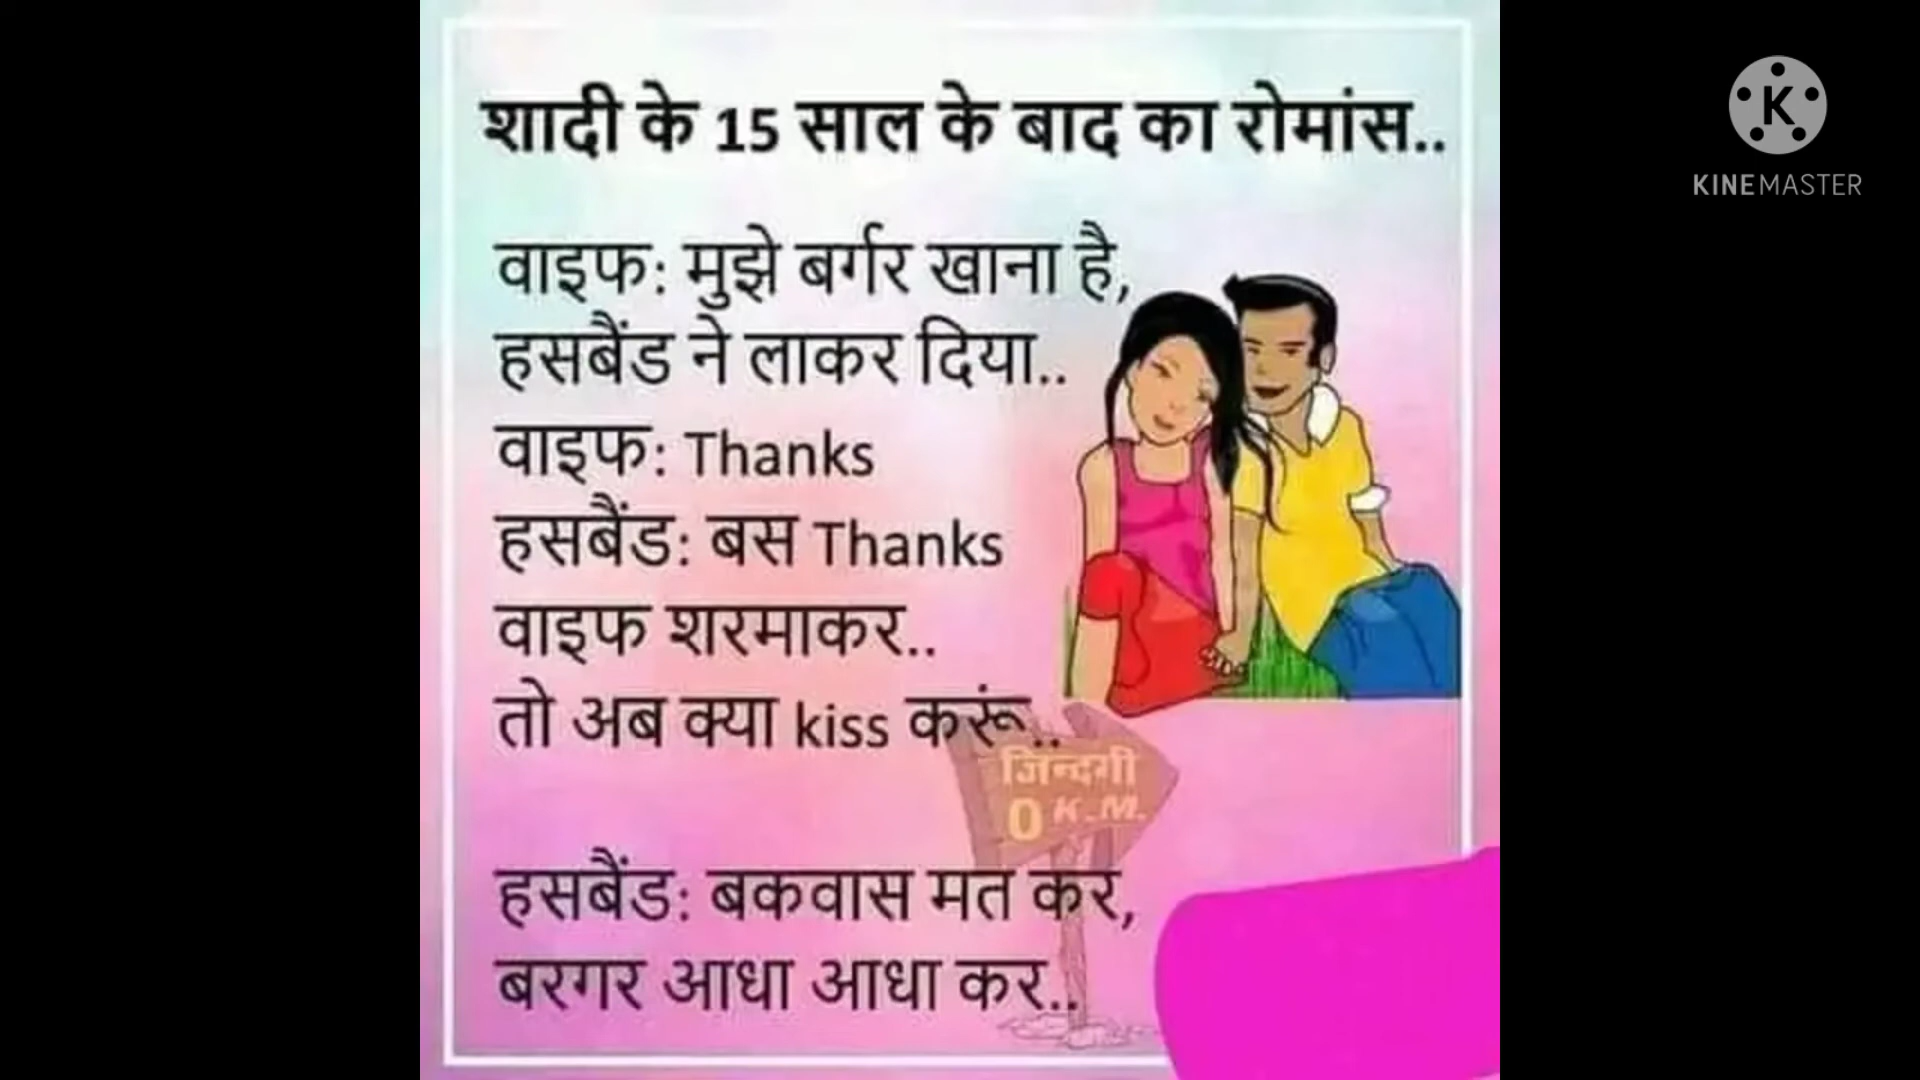 शादी के 15 साल के बाद का रोमांस..
वाइफ: मुझे बर्गर खाना है,
हसबैंड ने लाकर दिया..
वाइफ: Thanks
हसबैंड: बस Thanks
वाइफ शरमाकर..
तो अब क्या kiss करूं..
जिन्दगी
0 K.M.
हसबैंड: बकवास मत कर,
बरगर आधा आधा कर..
K
KINEMASTER